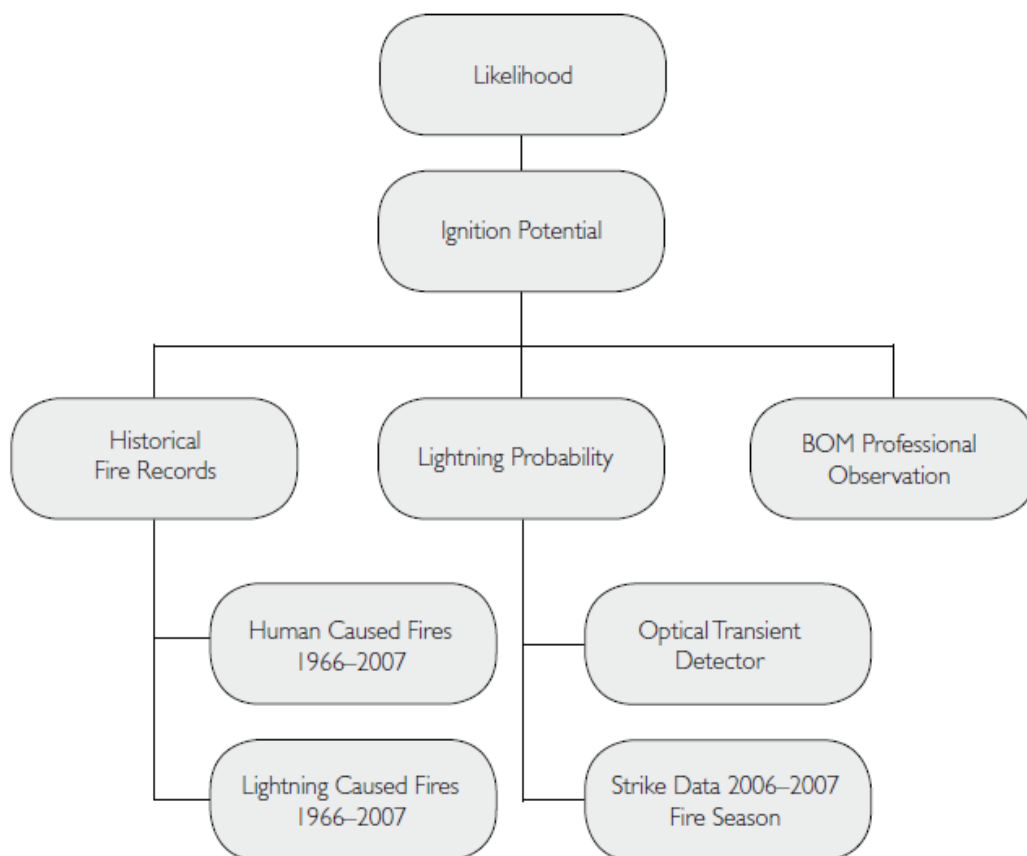 Likelihood
Ignition Potential
Historical
Fire Records
Lightning Probability
BOM Professional
Observation
Human Caused Fires
1966–2007
Optical Transient
Detector
Lightning Caused Fires
1966–2007
Strike Data 2006–2007
Fire Season